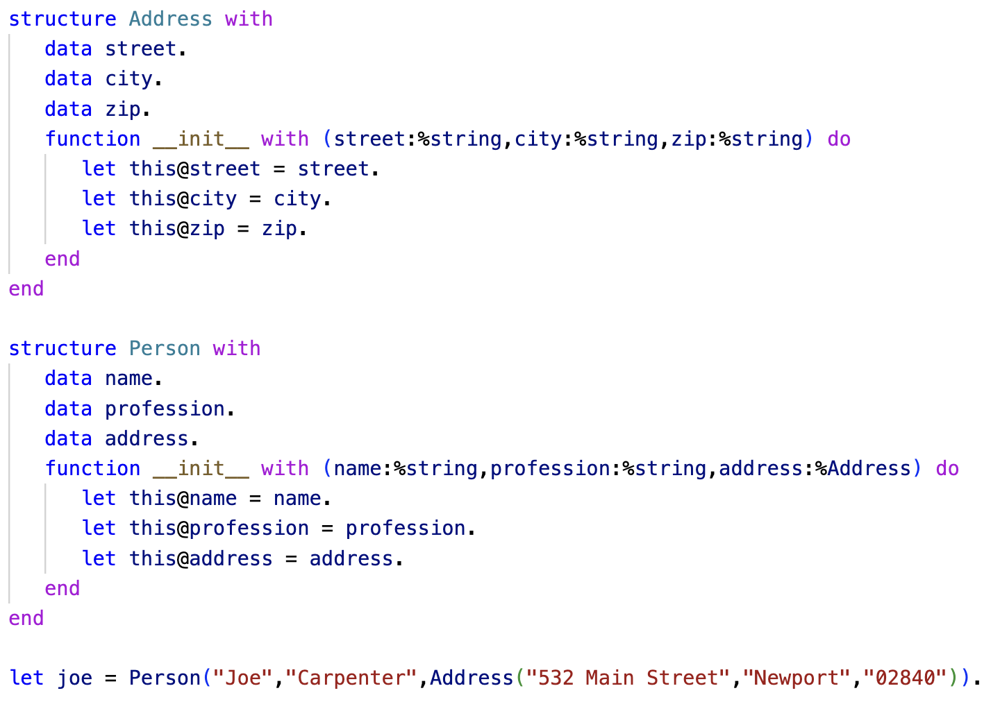 structure Address with
data street.
data city.
data zip.
function __init__ with (street:%string,city:%string,zip:%string) do
let this@street = street.
let this@city = city.
let this@zip = zip.
end
end
structure Person with
data name.
data profession.
data address.
function __init__ with (name:%string,profession:%string,address:%Address) do
let this@name = name.
let this@profession = profession.
let this@address = address.
end
end
let joe = Person("Joe","Carpenter",Address("532 Main Street","Newport","02840")).